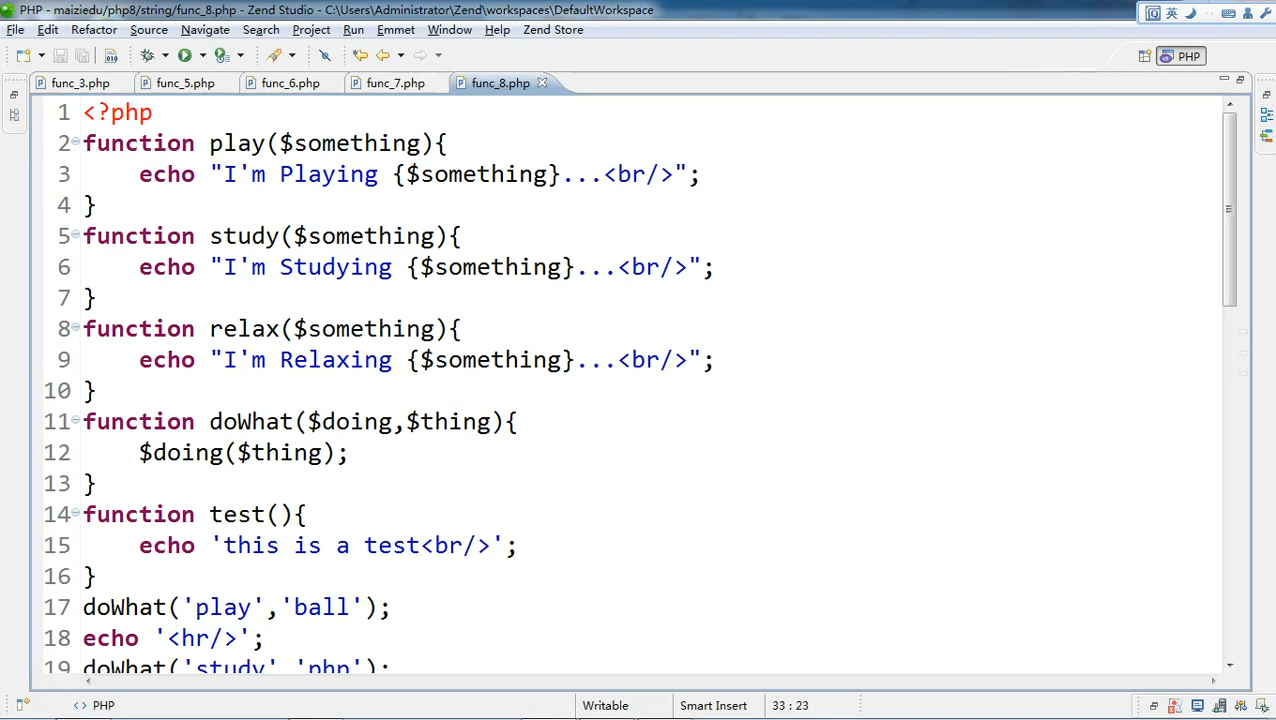 PHP - maiziedu/php8/string/func_8.php - Zend Studio - C:\Users\Administrator\Zend\workspaces\DefaultWorkspace
英
File Edit Refactor Source Navigate Search Project Run Emmet Window Help Zend Store
PHP
func_3.php func_5.php func_6.php func_7.php func_8.php
1 <?php
2 function play($something){
3 echo "I'm Playing {$something}...<br/>";
4 }
5 function study($something){
6 echo "I'm Studying {$something}...<br/>";
7 }
8 function relax($something){
9 echo "I'm Relaxing {$something}...<br/>";
10 }
11 function doWhat($doing,$thing){
12 $doing($thing);
13 }
14 function test(){
15 echo 'this is a test<br/>';
16 }
17 doWhat('play','ball');
18 echo '<hr/>';
19 doWhat('study','php');
<> PHP Writable Smart Insert 33 : 23